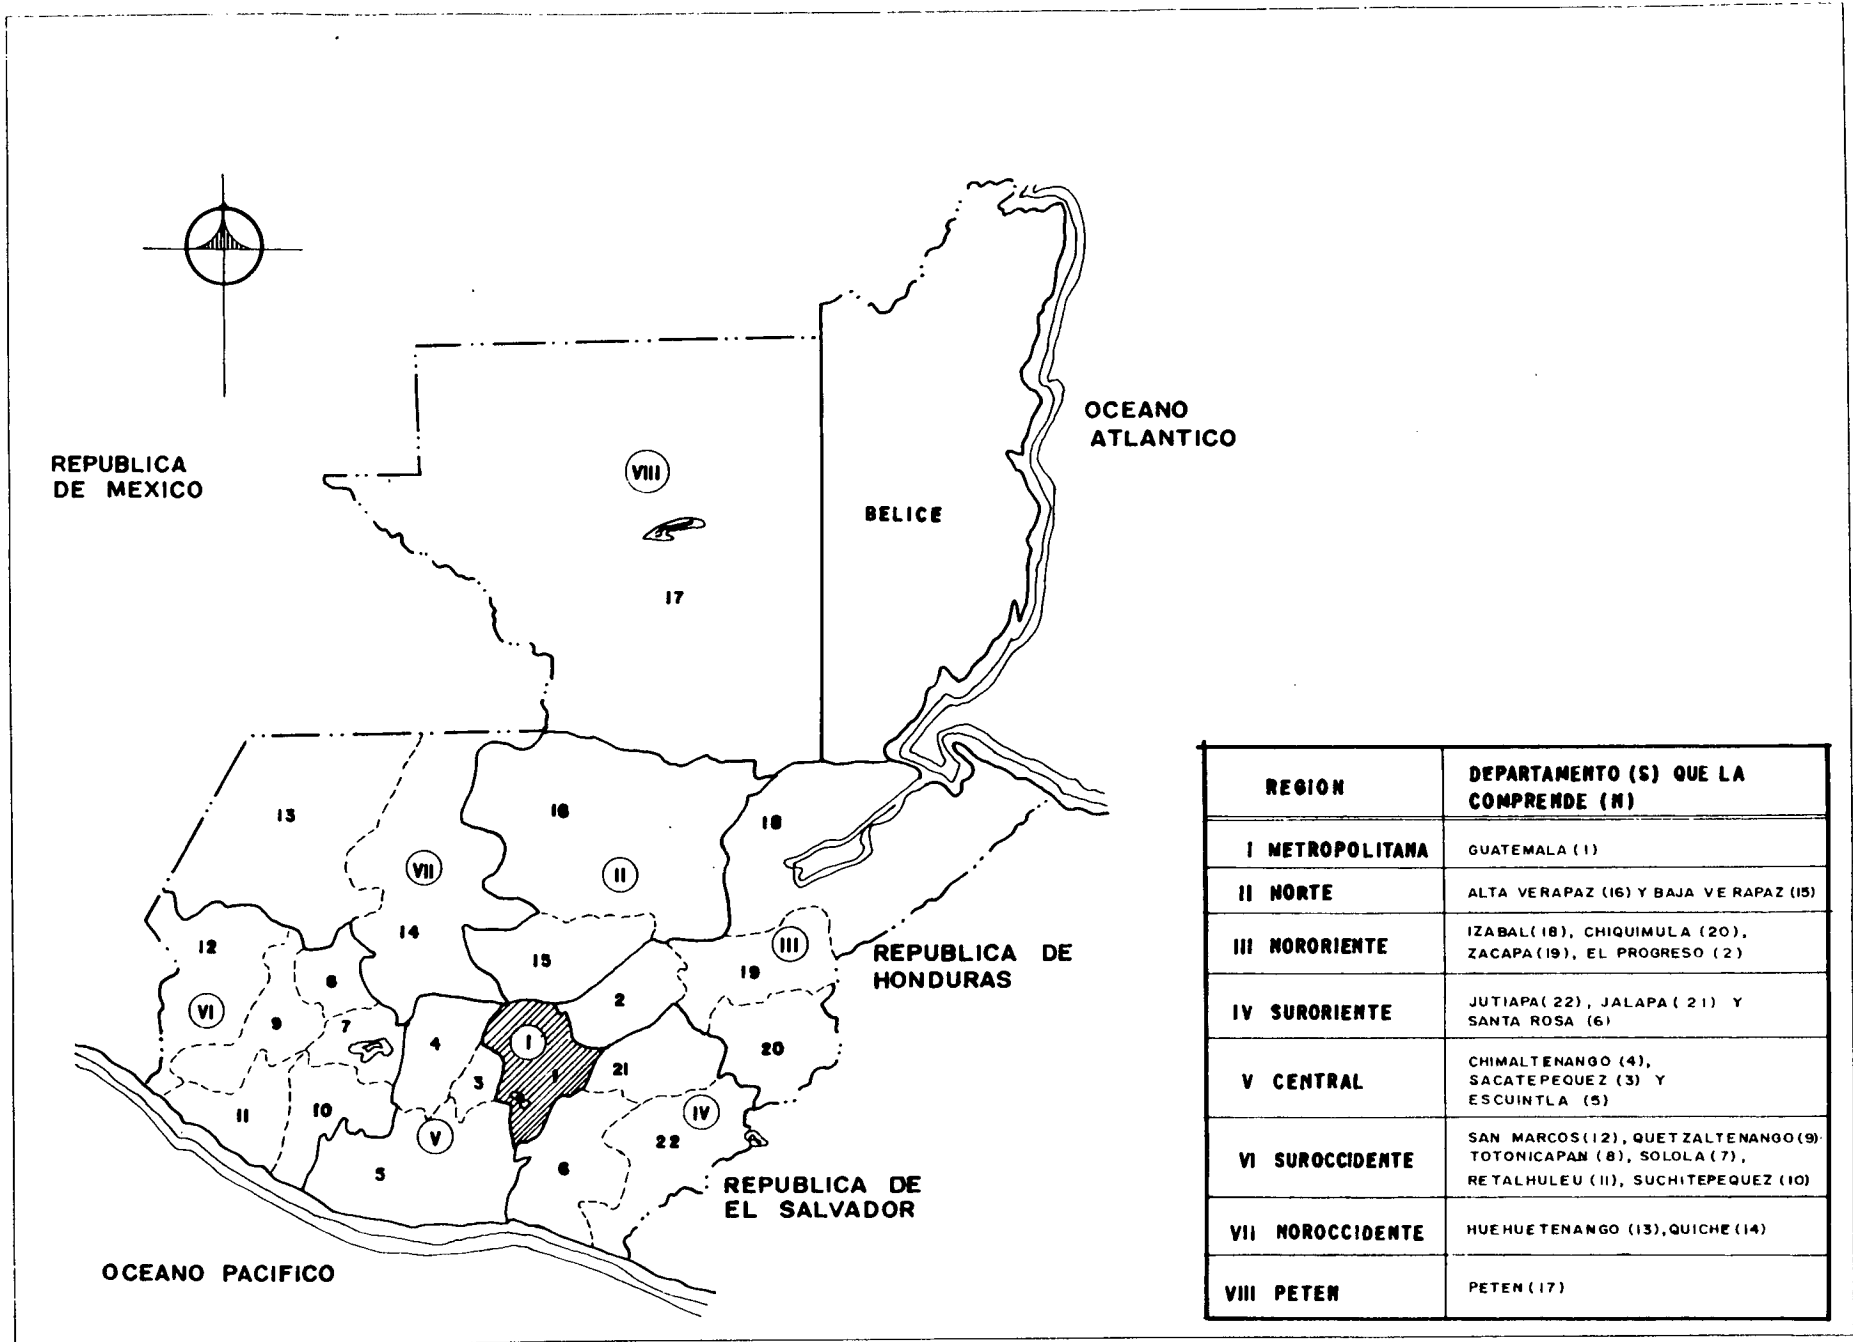 OCEANO
ATLANTICO
REPUBLICA
DE MEXICO
VIII
BELICE
17
13
16
18
VII
II
12
14
III
15
19
8
2
VI
9
7
4
I
20
3
1
21
11
10
V
IV
22
5
6
REPUBLICA DE
HONDURAS
REPUBLICA DE
EL SALVADOR
OCEANO PACIFICO
REGION
DEPARTAMENTO (S) QUE LA
COMPRENDE (N)
I METROPOLITANA
GUATEMALA (1)
II NORTE
ALTA VERAPAZ (16) Y BAJA VERAPAZ (15)
III NORORIENTE
IZABAL (18), CHIQUIMULA (20),
ZACAPA (19), EL PROGRESO (2)
IV SURORIENTE
JUTIAPA (22), JALAPA (21) Y
SANTA ROSA (6)
V CENTRAL
CHIMALTENANGO (4),
SACATEPEQUEZ (3) Y
ESCUINTLA (5)
VI SUROCCIDENTE
SAN MARCOS (12), QUETZALTENANGO (9)
TOTONICAPAN (8), SOLOLA (7),
RETALHULEU (11), SUCHITEPEQUEZ (10)
VII NOROCCIDENTE
HUEHUETENANGO (13), QUICHE (14)
VIII PETEN
PETEN (17)